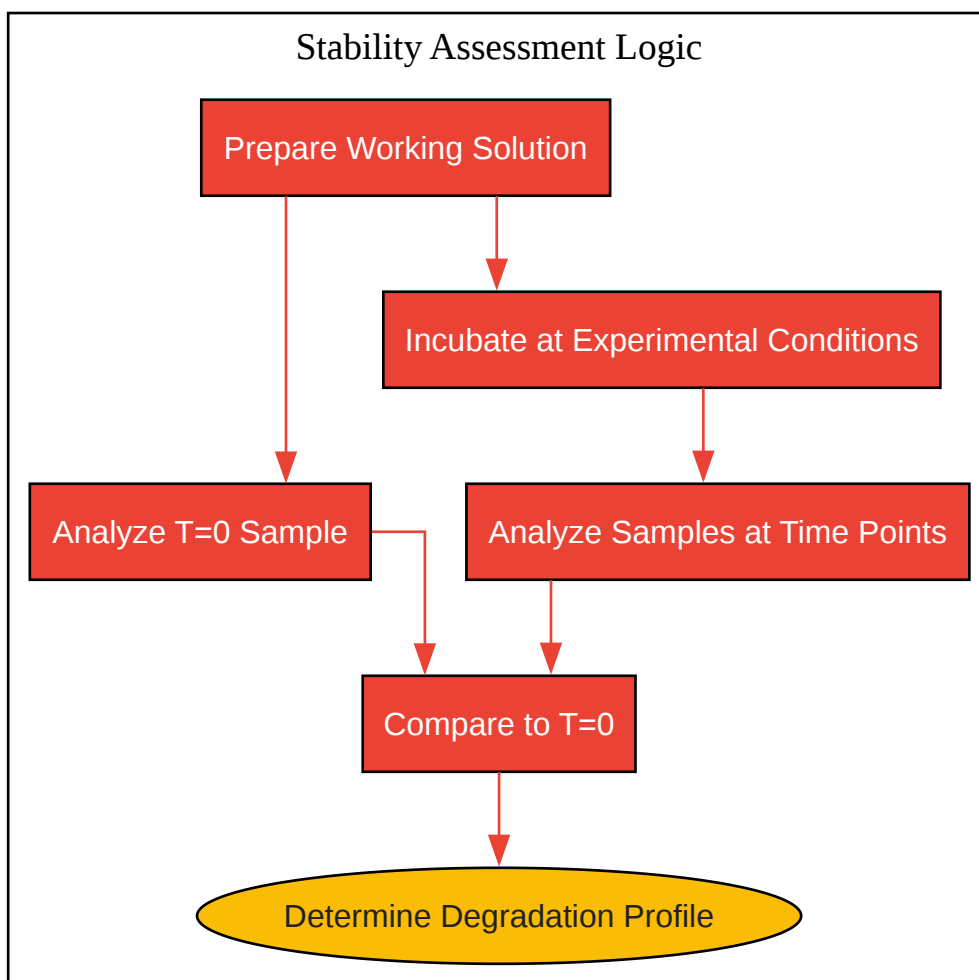 Stability Assessment Logic
Prepare Working Solution
Incubate at Experimental Conditions
Analyze T=0 Sample
Analyze Samples at Time Points
Compare to T=0
Determine Degradation Profile